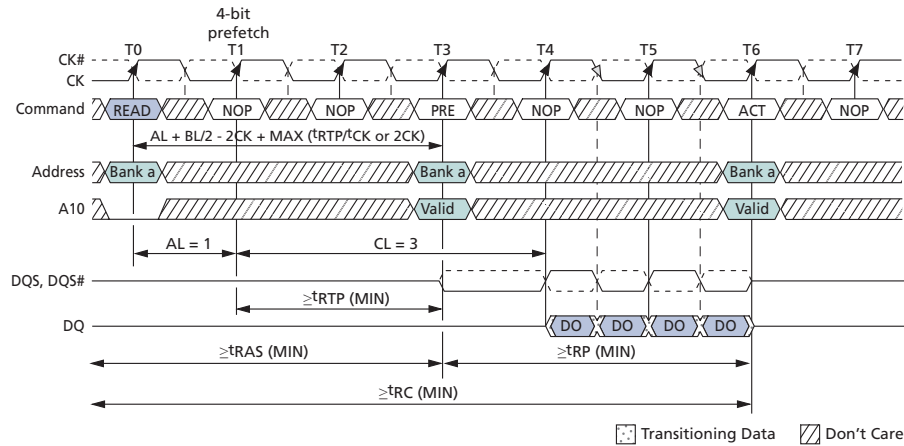 4-bit
prefetch
T0 T1 T2 T3 T4 T5 T6 T7
CK#
CK
Command READ NOP NOP PRE NOP NOP ACT NOP
AL + BL/2 - 2CK + MAX (tRTP/tCK or 2CK)
Address Bank a Bank a Bank a
A10 Valid Valid
AL = 1 CL = 3
DQS, DQS#
≥tRTP (MIN)
DQ DO DO DO DO
≥tRAS (MIN) ≥tRP (MIN)
≥tRC (MIN)
Transitioning Data Don't Care